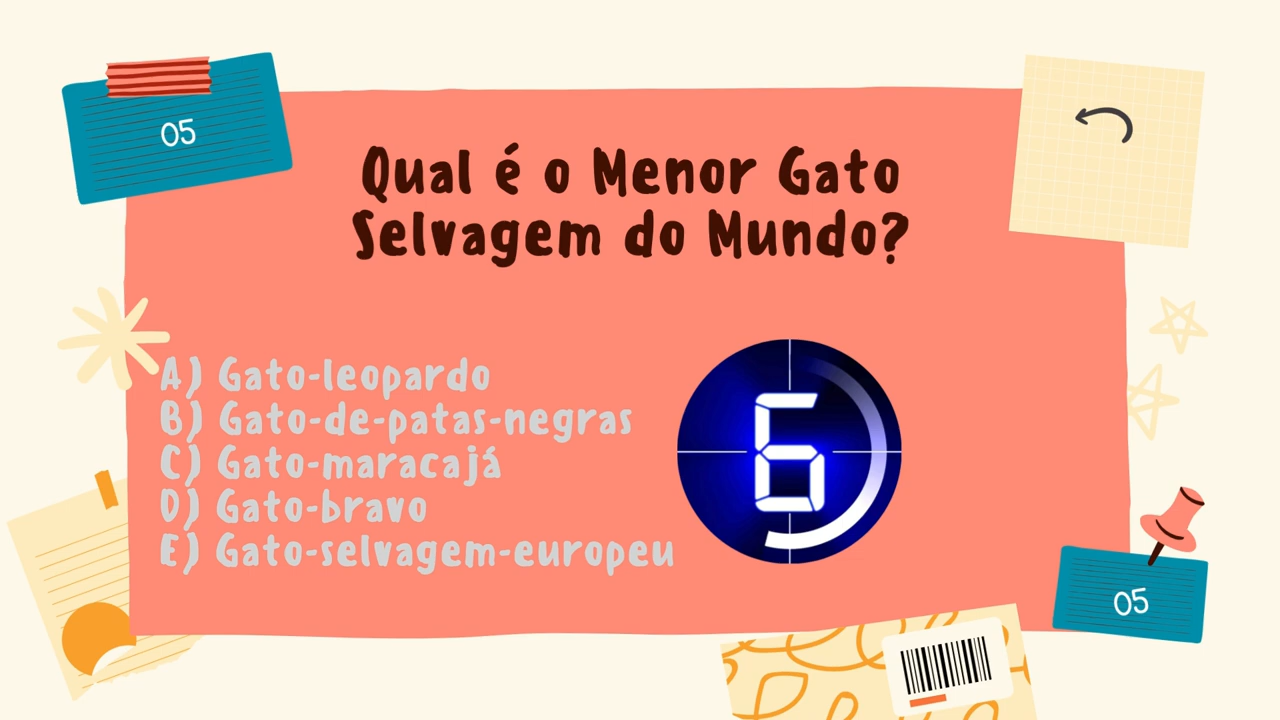 05
Qual é o Menor Gato
Selvagem do Mundo?
A) Gato-leopardo
B) Gato-de-patas-negras
C) Gato-maracajá
D) Gato-bravo
E) Gato-selvagem-europeu
6
05